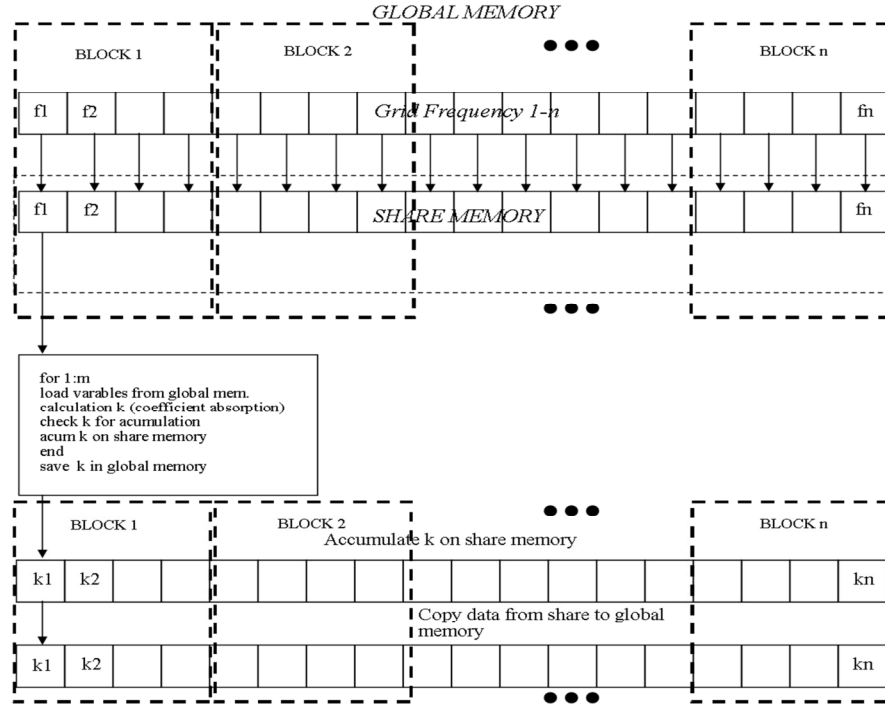 GLOBAL MEMORY
BLOCK 1
BLOCK 2
BLOCK n
f1 f2 Grid Frequency 1-n fn
f1 f2 SHARE MEMORY fn
for 1:m
load varables from global mem.
calculation k (coefficient absorption)
check k for acumulation
acum k on share memory
end
save k in global memory
BLOCK 1
BLOCK 2
BLOCK n
Accumulate k on share memory
k1 k2 kn
Copy data from share to global
memory
k1 k2 kn